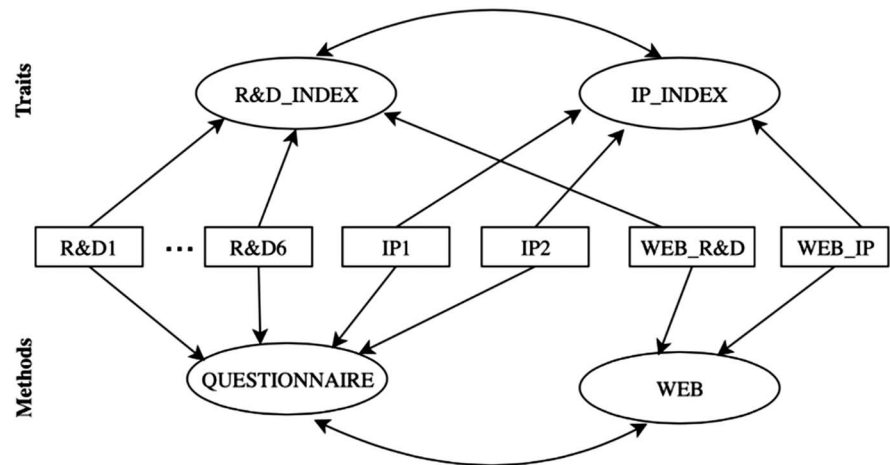 Traits
R&D_INDEX
IP_INDEX
R&D1
...
R&D6
IP1
IP2
WEB_R&D
WEB_IP
Methods
QUESTIONNAIRE
WEB